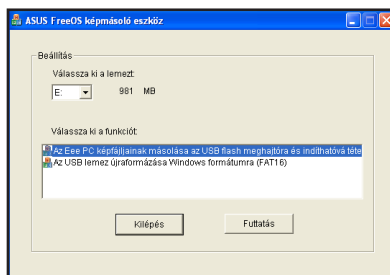 ASUS FreeOS képmásoló eszköz
Beállítás
Válassza ki a lemezt:
E: 981 MB
Válassza ki a funkciót:
Az Eee PC képfájljainak másolása az USB flash meghajtóra és indíthatóvá téte
Az USB lemez újraformázása Windows formátumra (FAT16)
Kilépés Futtatás